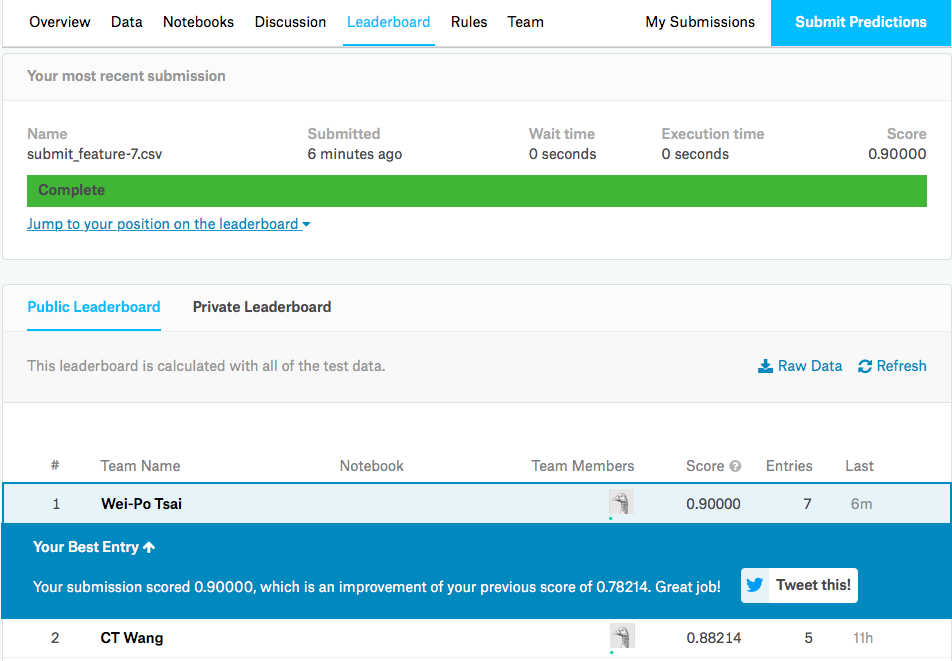 Overview Data Notebooks Discussion Leaderboard Rules Team My Submissions Submit Predictions
Your most recent submission
Name Submitted Wait time Execution time Score
submit_feature-7.csv 6 minutes ago 0 seconds 0 seconds 0.90000
Complete
Jump to your position on the leaderboard
Public Leaderboard Private Leaderboard
This leaderboard is calculated with all of the test data. Raw Data Refresh
# Team Name Notebook Team Members Score ? Entries Last
1 Wei-Po Tsai 0.90000 7 6m
Your Best Entry
Your submission scored 0.90000, which is an improvement of your previous score of 0.78214. Great job! Tweet this!
2 CT Wang 0.88214 5 11h